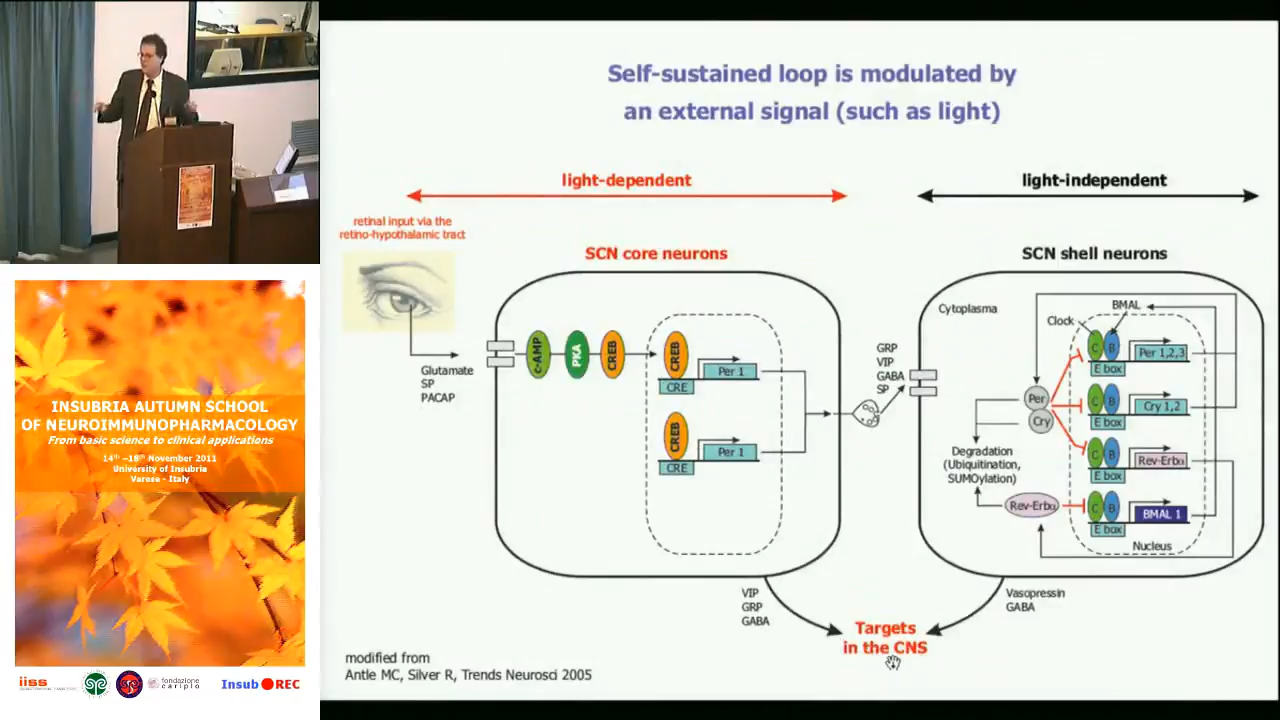 Self-sustained loop is modulated by
an external signal (such as light)
light-dependent
light-independent
retinal input via the
retino-hypothalamic tract
SCN core neurons
SCN shell neurons
Glutamate
SP
PACAP
c-AMP
PKA
CREB
CREB
CRE
Per 1
CREB
CRE
Per 1
GRP
VIP
GABA
SP
Cytoplasma
BMAL
Clock
C
B
E box
Per 1,2,3
C
B
E box
Cry 1,2
C
B
E box
Rev-Erbα
C
B
E box
BMAL 1
Nucleus
Per
Cry
Degradation
(Ubiquitination,
SUMOylation)
Rev-Erbα
VIP
GRP
GABA
Vasopressin
GABA
Targets
in the CNS
modified from
Antle MC, Silver R, Trends Neurosci 2005
INSUBRIA AUTUMN SCHOOL
OF NEUROIMMUNOPHARMACOLOGY
From basic science to clinical applications
14th –18th November 2011
University of Insubria
Varese - Italy
iiss
fondazione
cariplo
Insub REC